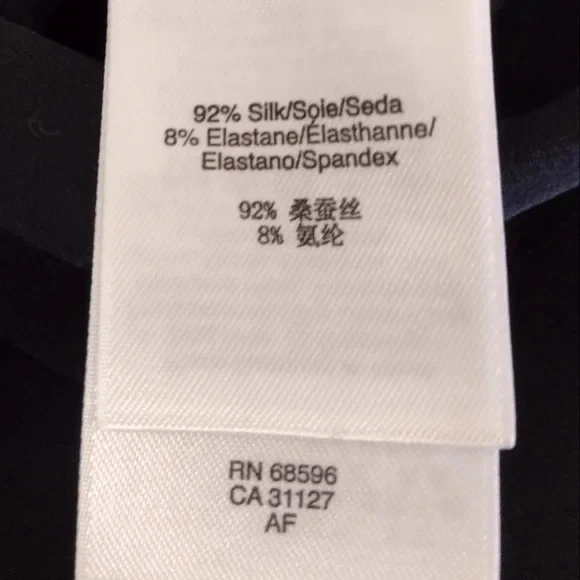 92% Silk/Soie/Seda
8% Elastane/Élasthanne/
Elastano/Spandex
92% 桑蚕丝
8% 氨纶
RN 68596
CA 31127
AF